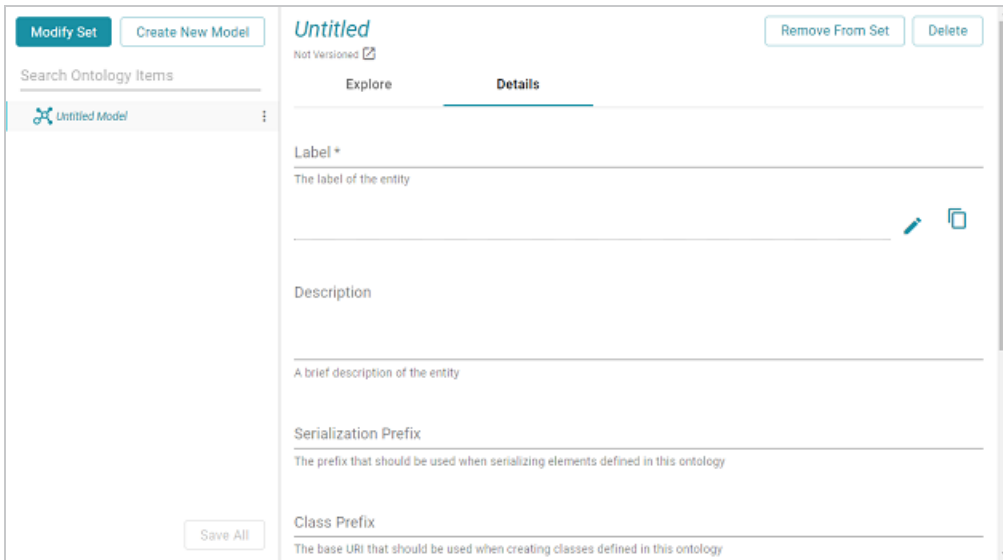 Modify Set
Create New Model
Search Ontology Items
Untitled Model
Save All
Untitled
Remove From Set
Delete
Not Versioned
Explore
Details
Label *
The label of the entity
Description
A brief description of the entity
Serialization Prefix
The prefix that should be used when serializing elements defined in this ontology
Class Prefix
The base URI that should be used when creating classes defined in this ontology